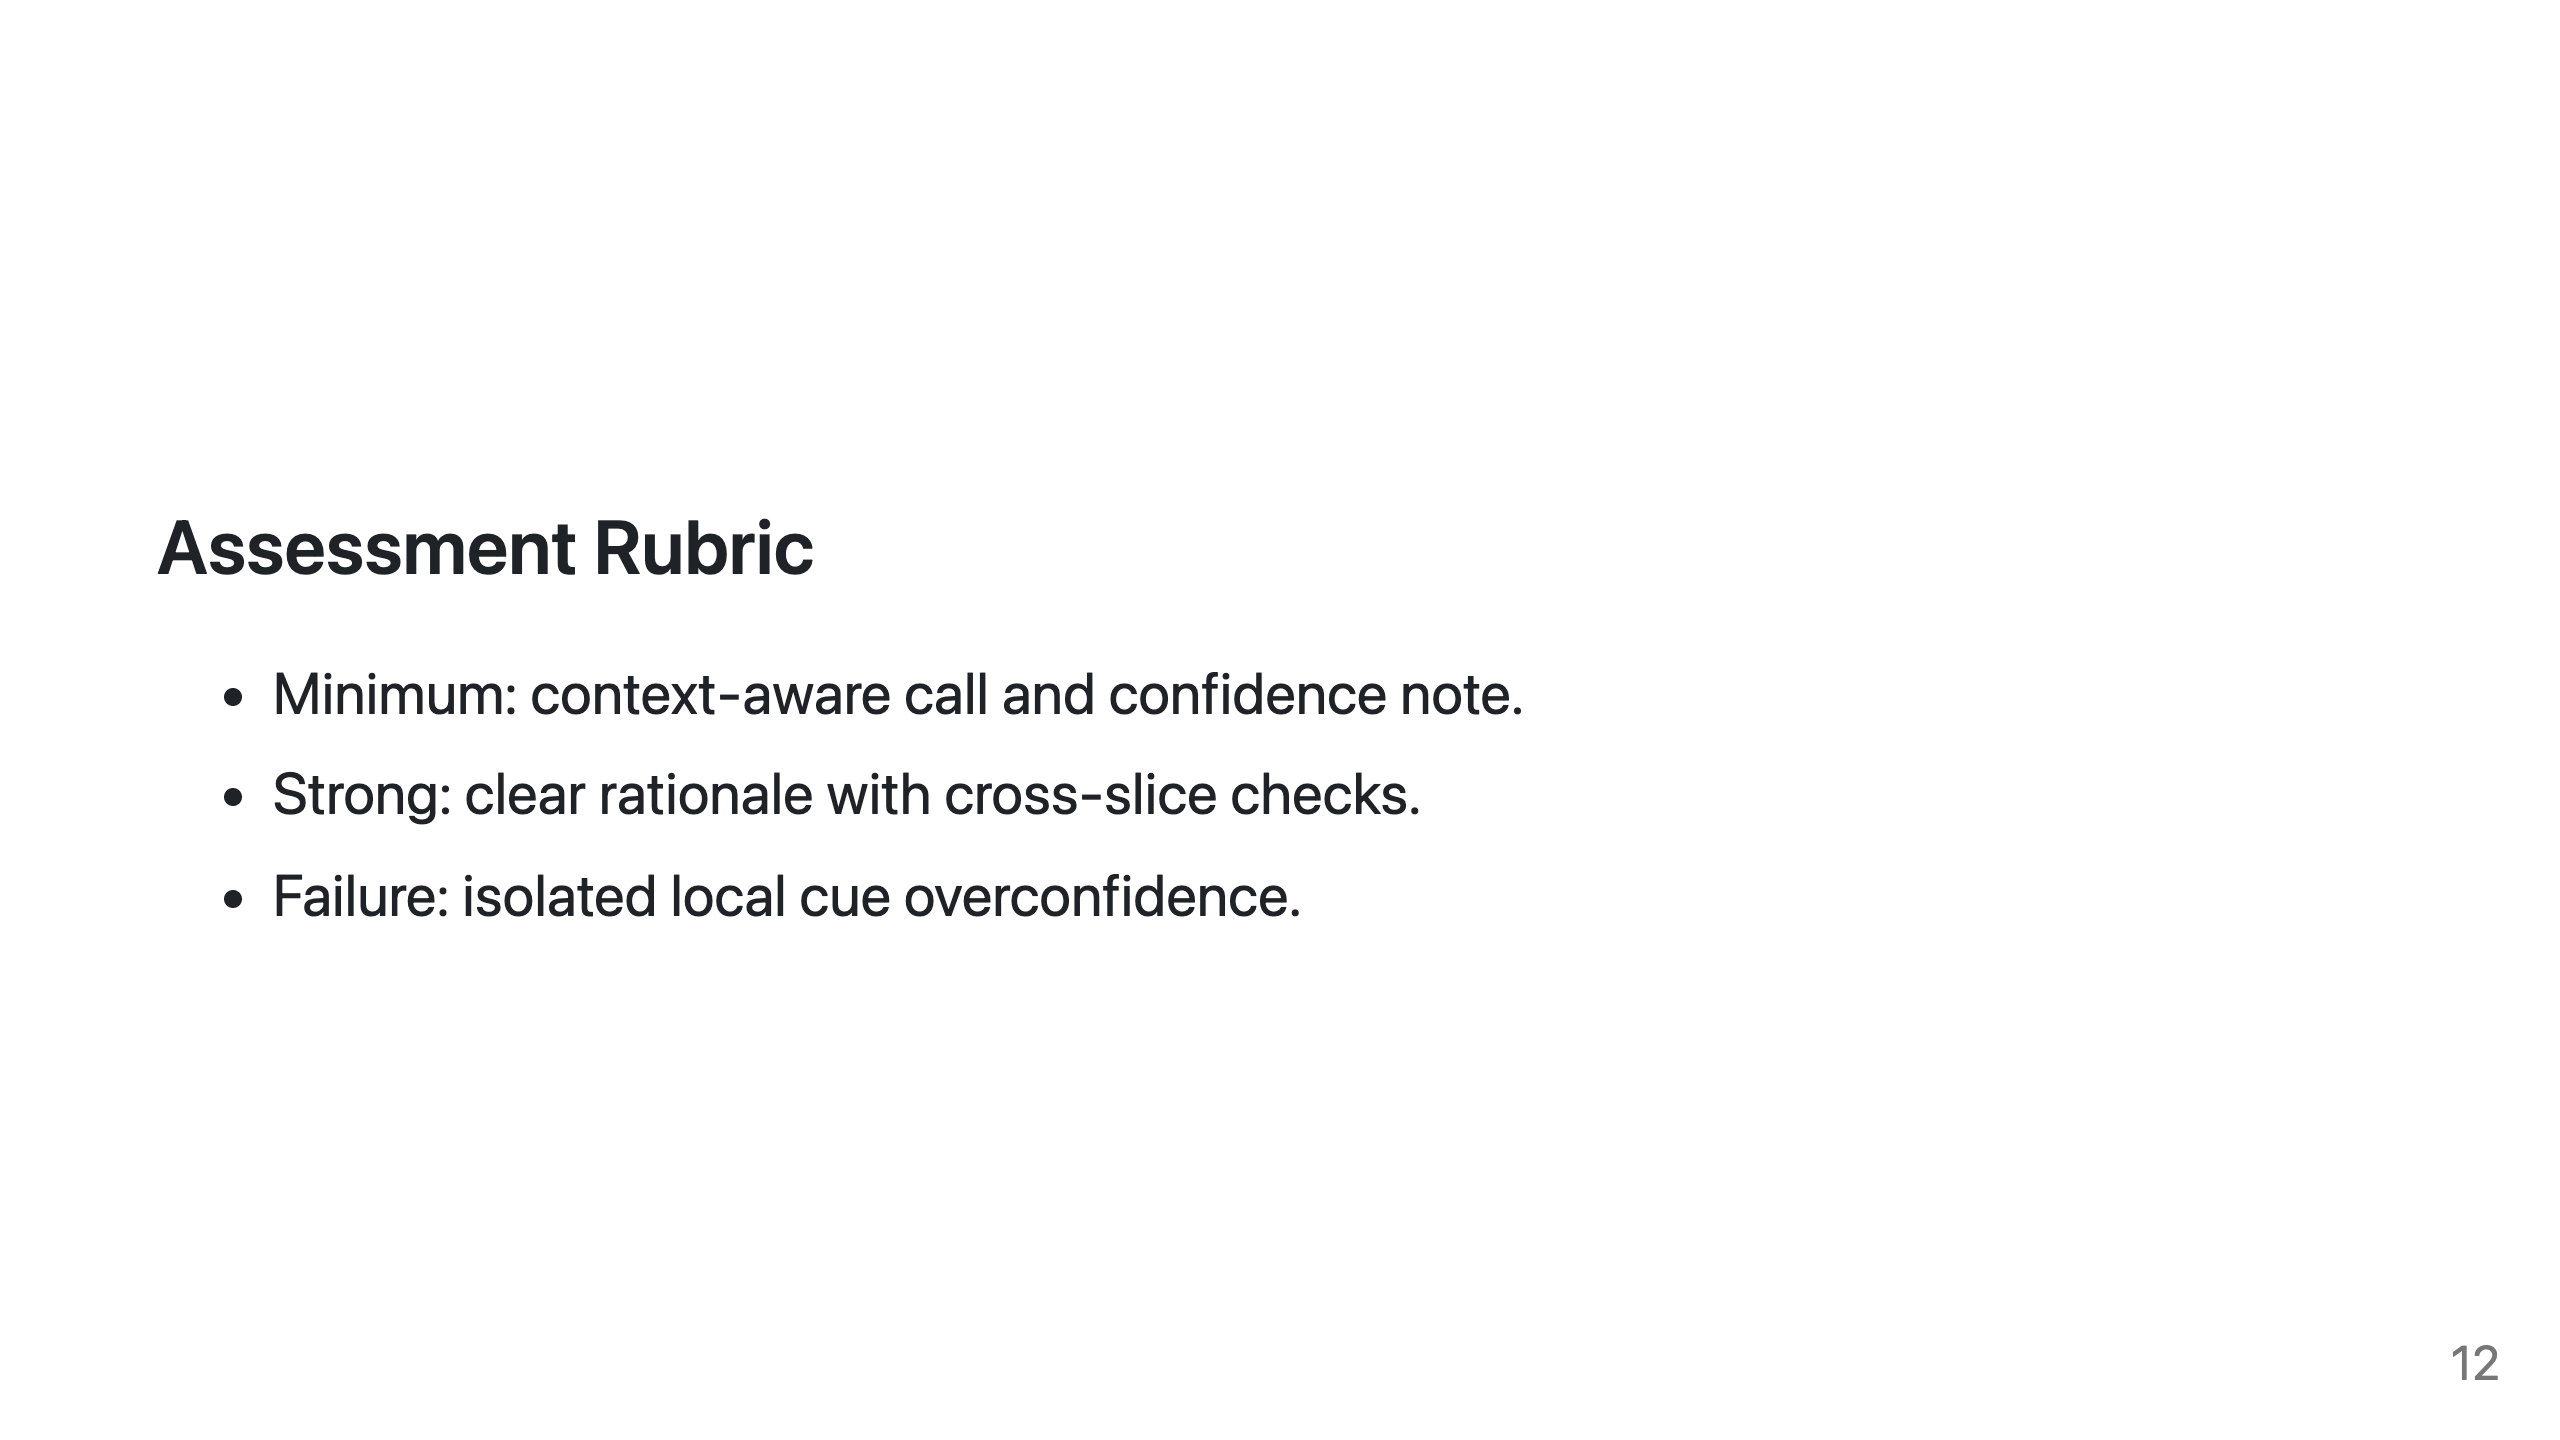 Assessment Rubric
• Minimum: context-aware call and confidence note.
• Strong: clear rationale with cross-slice checks.
• Failure: isolated local cue overconfidence.
12